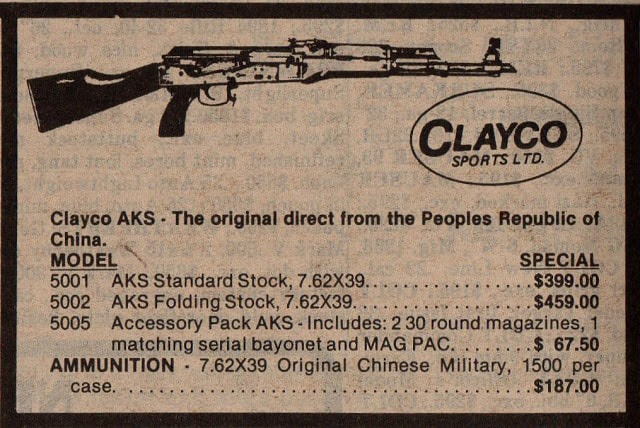 CLAYCO
SPORTS LTD.
Clayco AKS - The original direct from the Peoples Republic of
China.
MODEL SPECIAL
5001 AKS Standard Stock, 7.62X39. . . . . . . . . . . . . . . $399.00
5002 AKS Folding Stock, 7.62X39. . . . . . . . . . . . . . . . $459.00
5005 Accessory Pack AKS - Includes: 2 30 round magazines, 1
matching serial bayonet and MAG PAC. . . . . . . $ 67.50
AMMUNITION - 7.62X39 Original Chinese Military, 1500 per
case. . . . . . . . . . . . . . . . . . . . . . . . . . . . . . . . . . . $187.00